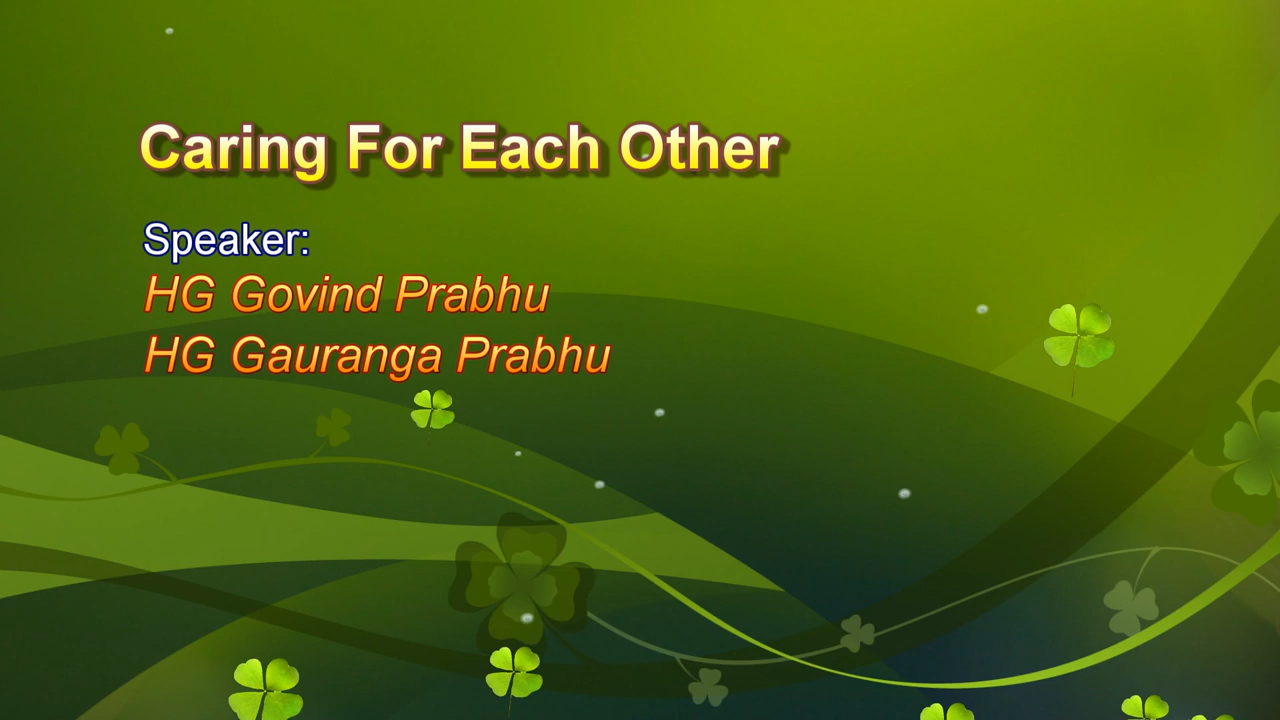 Caring For Each Other
Speaker:
HG Govind Prabhu
HG Gauranga Prabhu